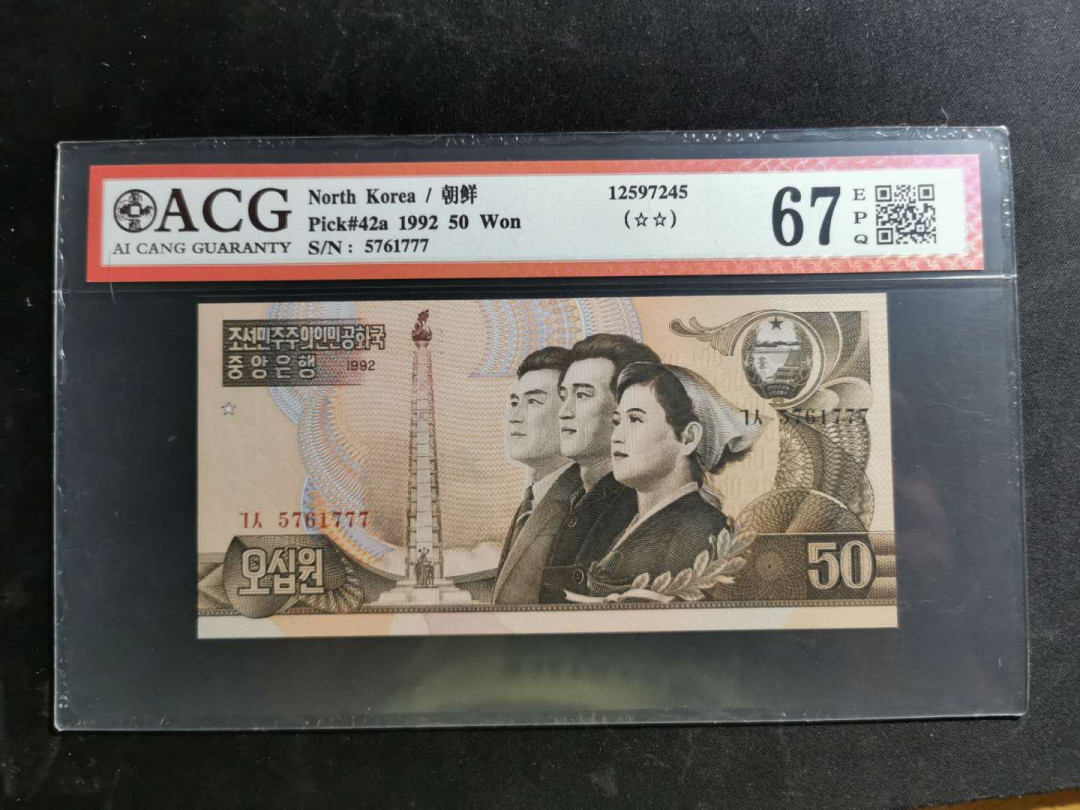 ACG
AI CANG GUARANTY
North Korea / 朝鲜
Pick#42a 1992 50 Won
S/N : 5761777
12597245
(☆☆)
67
EPQ
조선민주주의인민공화국
중앙은행 1992
ㄱㅅ 5761777
ㄱㅅ 5761777
오십원
50